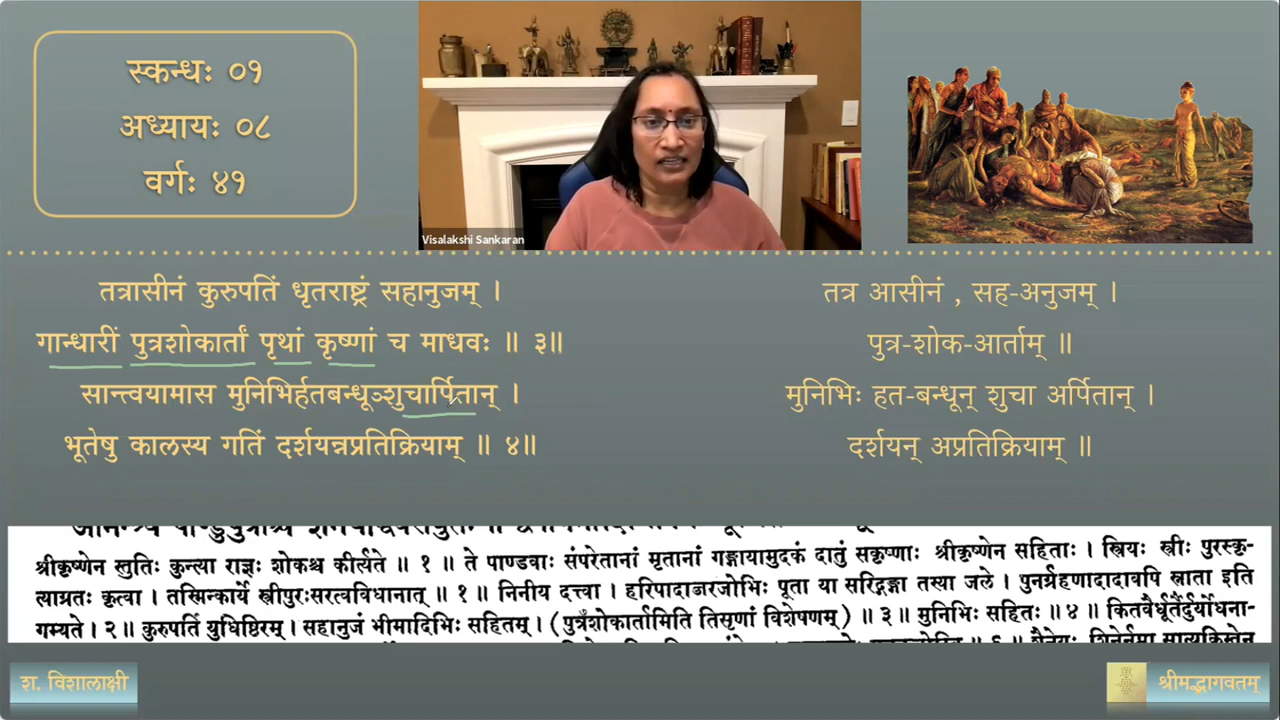 स्कन्धः ०१
अध्यायः ०८
वर्गः ४१
Visalakshi Sankaran
तत्रासीनं कुरुपतिं धृतराष्ट्रं सहानुजम् ।
गान्धारीं पुत्रशोकार्तां पृथां कृष्णां च माधवः ॥ ३॥
सान्त्वयामास मुनिभिर्हतबन्धूञ्शुचार्पितान् ।
भूतेषु कालस्य गतिं दर्शयन्नप्रतिक्रियाम् ॥ ४॥
तत्र आसीनं , सह-अनुजम् ।
पुत्र-शोक-आर्ताम् ॥
मुनिभिः हत-बन्धून् शुचा अर्पितान् ।
दर्शयन् अप्रतिक्रियाम् ॥
श्रीकृष्णेन स्तुतिः कुन्त्या राज्ञः शोकश्च कीर्त्यते ॥ १ ॥ ते पाण्डवाः संपरेतानां मृतानां गङ्गायामुदकं दातुं सकृष्णाः श्रीकृष्णेन सहिताः । स्त्रियः स्त्रीः पुरस्कृ-
त्याग्रतः कृत्वा । तस्मिन्कार्ये स्त्रीपुरःसरत्वविधानात् ॥ १ ॥ निनीय दत्त्वा । हरिपादाब्जरजोभिः पूता या सरिद्गङ्गा तस्या जले । पुनर्ग्रहणादादावपि स्नाता इति
गम्यते । २ ॥ कुरुपतिं युधिष्ठिरम् । सहानुजं भीमादिभिः सहितम् । (पुत्रशोकार्तामिति तिसृणां विशेषणम्) ॥ ३ ॥ मुनिभिः सहितः ॥ ४ ॥ कितवैर्धूर्तैर्दुर्योधना-
श. विशालाक्षी
श्रीमद्भागवतम्